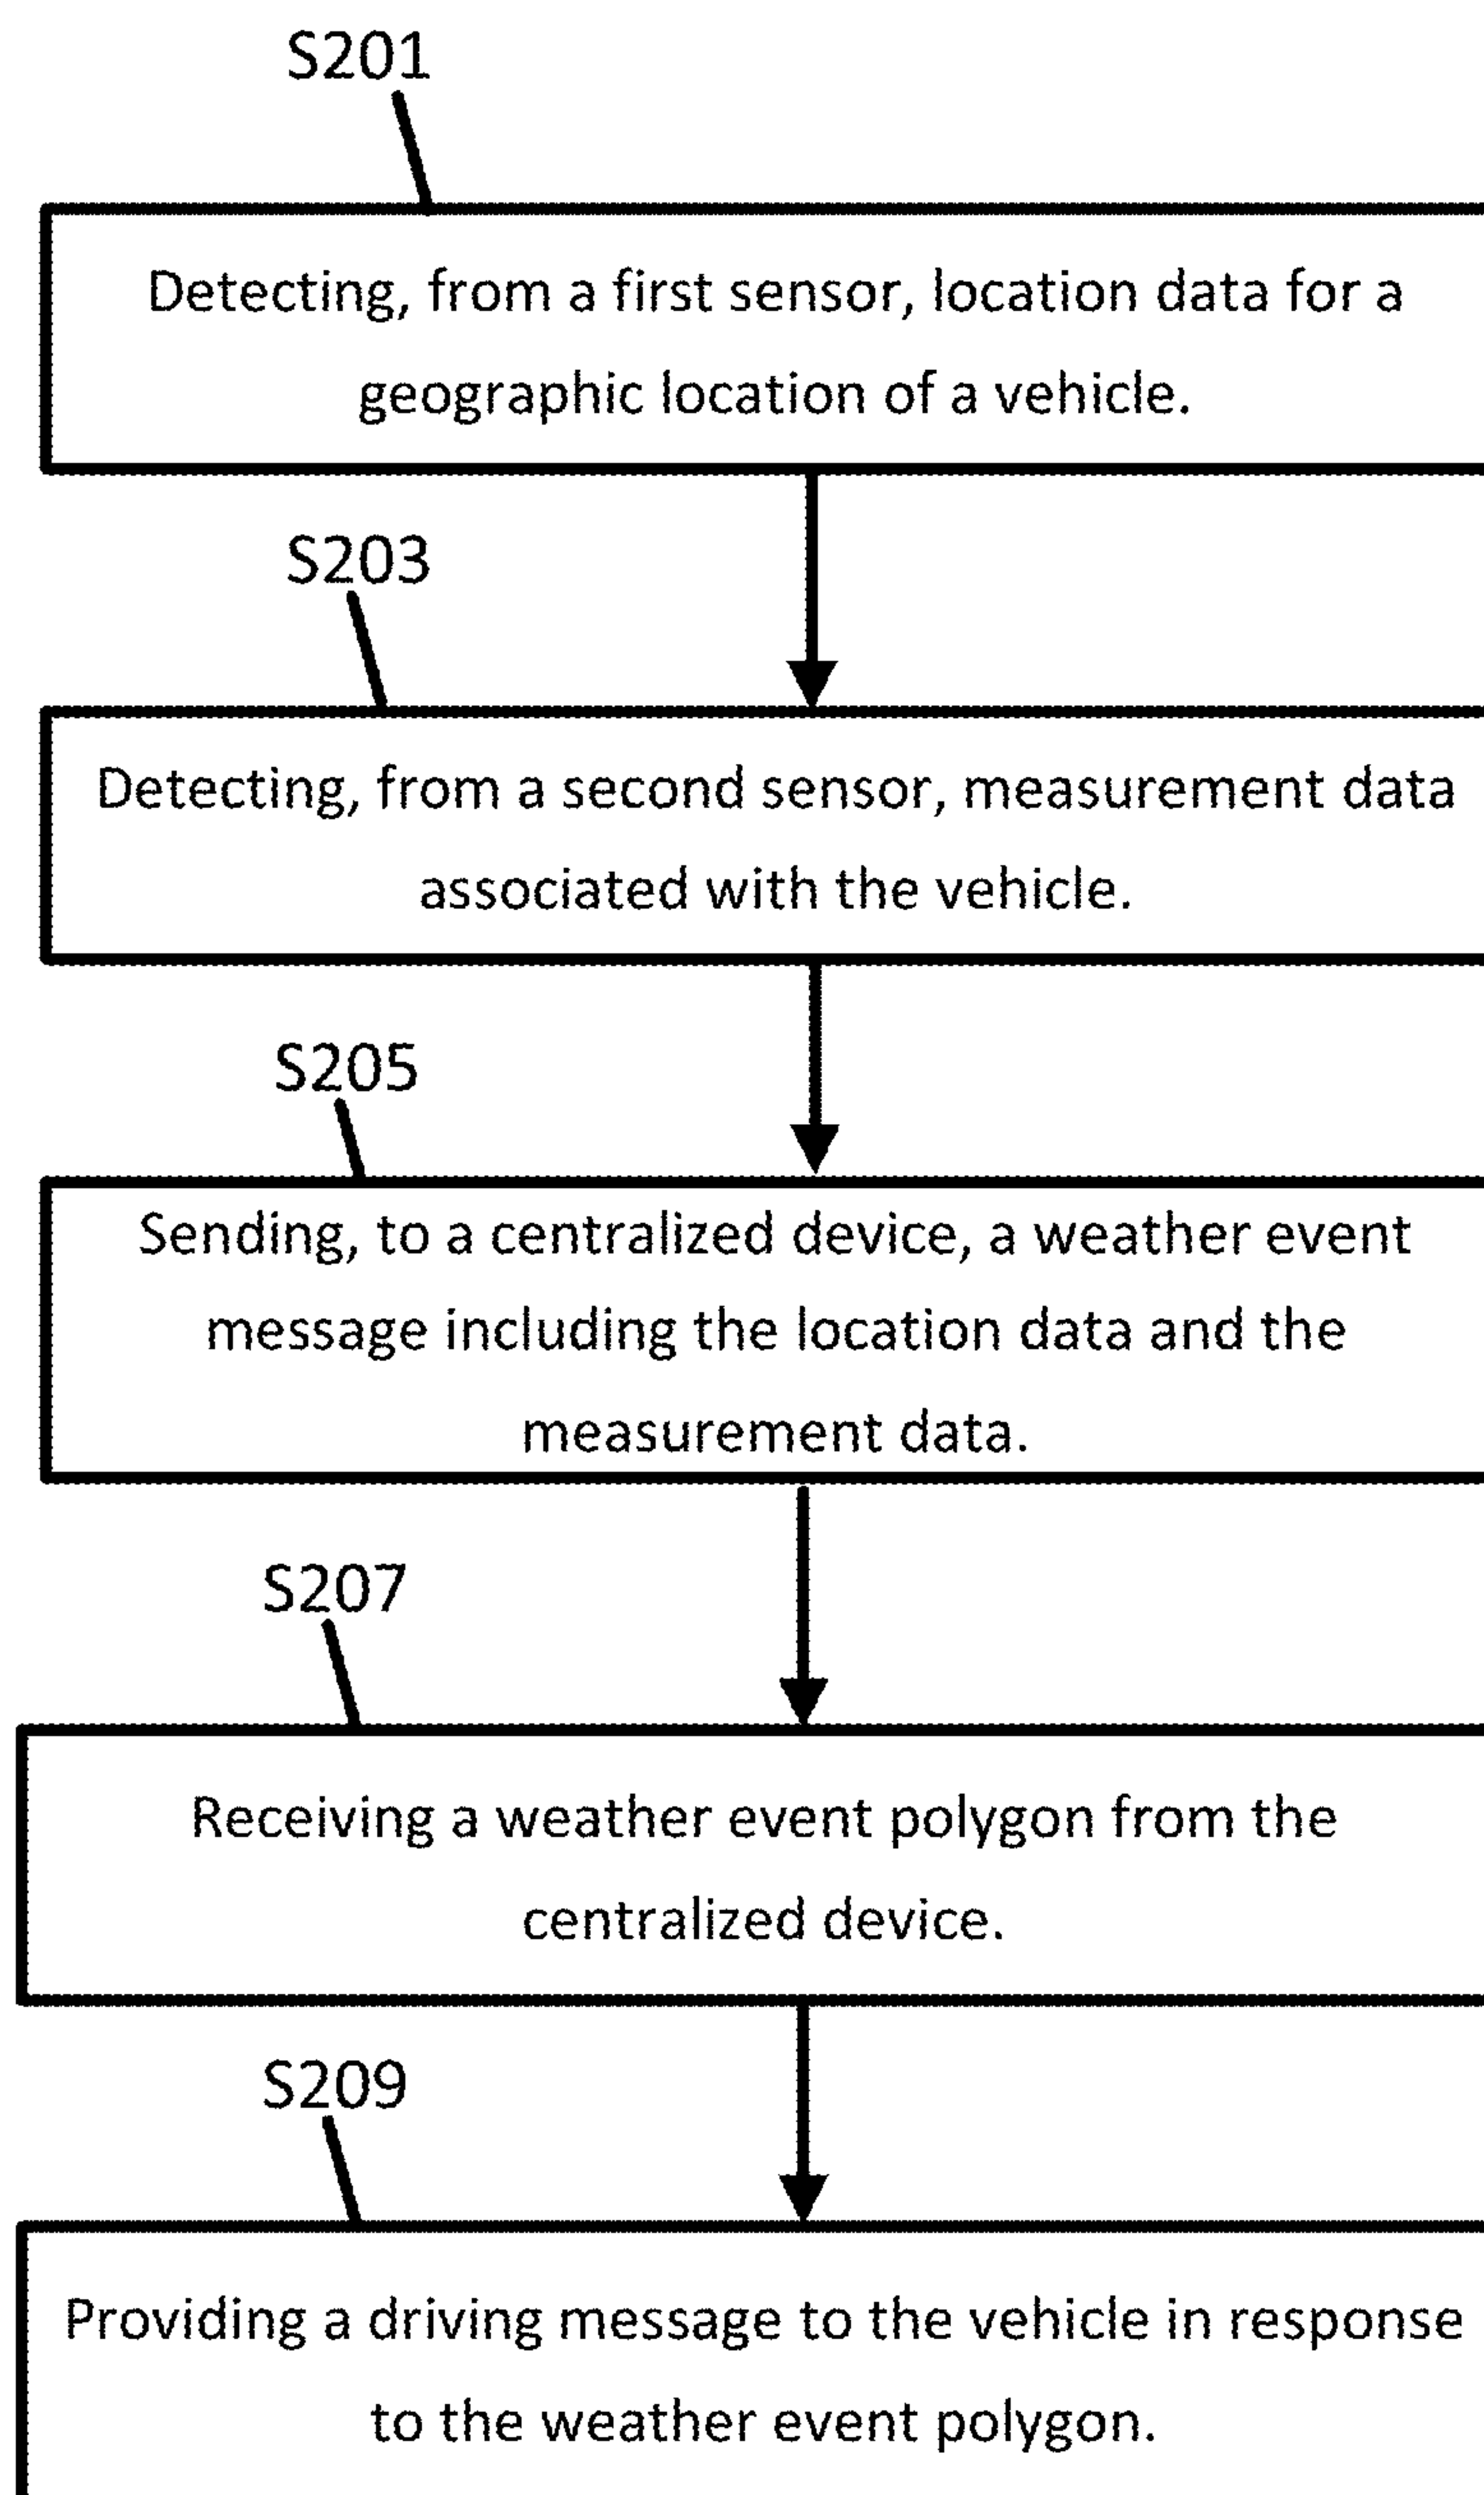 S201
Detecting, from a first sensor, location data for a
geographic location of a vehicle.
S203
Detecting, from a second sensor, measurement data
associated with the vehicle.
S205
Sending, to a centralized device, a weather event
message including the location data and the
measurement data.
S207
Receiving a weather event polygon from the
centralized device.
S209
Providing a driving message to the vehicle in response
to the weather event polygon.